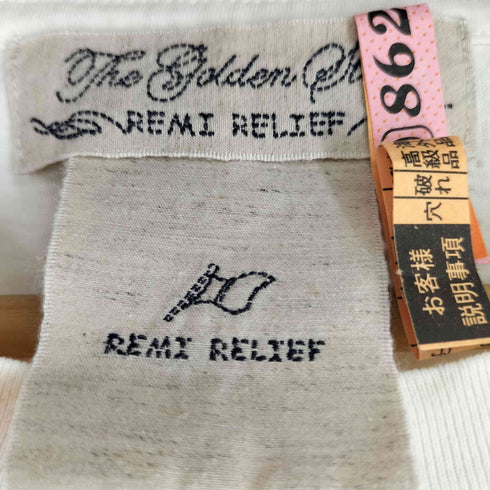 The Golden
REMI RELIEF
862
高級品
破れ
穴
お客様
説明事項
REMI RELIEF